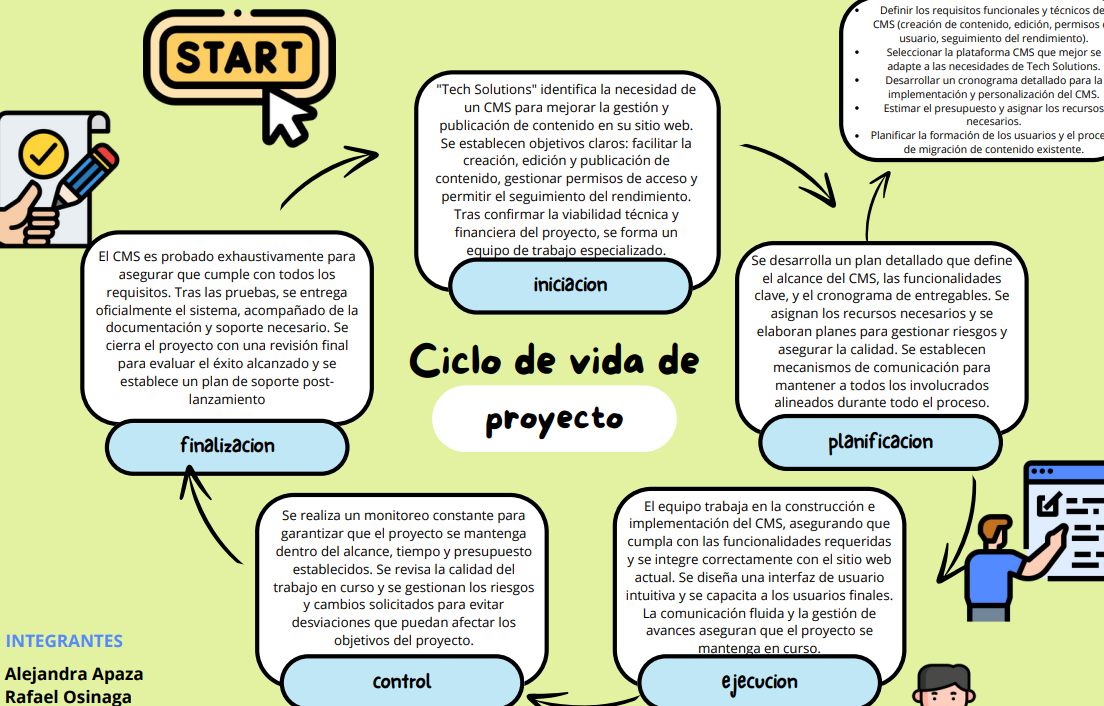 START
"Tech Solutions" identifica la necesidad de
un CMS para mejorar la gestión y
publicación de contenido en su sitio web.
Se establecen objetivos claros: facilitar la
creación, edición y publicación de
contenido, gestionar permisos de acceso y
permitir el seguimiento del rendimiento.
Tras confirmar la viabilidad técnica y
financiera del proyecto, se forma un
equipo de trabajo especializado.
iniciacion
• Definir los requisitos funcionales y técnicos de
CMS (creación de contenido, edición, permisos
usuario, seguimiento del rendimiento).
• Seleccionar la plataforma CMS que mejor se
adapte a las necesidades de Tech Solutions.
• Desarrollar un cronograma detallado para la
implementación y personalización del CMS.
• Estimar el presupuesto y asignar los recursos
necesarios.
• Planificar la formación de los usuarios y el proce
de migración de contenido existente.
Se desarrolla un plan detallado que define
el alcance del CMS, las funcionalidades
clave, y el cronograma de entregables. Se
asignan los recursos necesarios y se
elaboran planes para gestionar riesgos y
asegurar la calidad. Se establecen
mecanismos de comunicación para
mantener a todos los involucrados
alineados durante todo el proceso.
planificacion
Ciclo de vida de
proyecto
El CMS es probado exhaustivamente para
asegurar que cumple con todos los
requisitos. Tras las pruebas, se entrega
oficialmente el sistema, acompañado de la
documentación y soporte necesario. Se
cierra el proyecto con una revisión final
para evaluar el éxito alcanzado y se
establece un plan de soporte post-
lanzamiento
finalizacion
Se realiza un monitoreo constante para
garantizar que el proyecto se mantenga
dentro del alcance, tiempo y presupuesto
establecidos. Se revisa la calidad del
trabajo en curso y se gestionan los riesgos
y cambios solicitados para evitar
desviaciones que puedan afectar los
objetivos del proyecto.
control
El equipo trabaja en la construcción e
implementación del CMS, asegurando que
cumpla con las funcionalidades requeridas
y se integre correctamente con el sitio web
actual. Se diseña una interfaz de usuario
intuitiva y se capacita a los usuarios finales.
La comunicación fluida y la gestión de
avances aseguran que el proyecto se
mantenga en curso.
ejecucion
INTEGRANTES
Alejandra Apaza
Rafael Osinaga